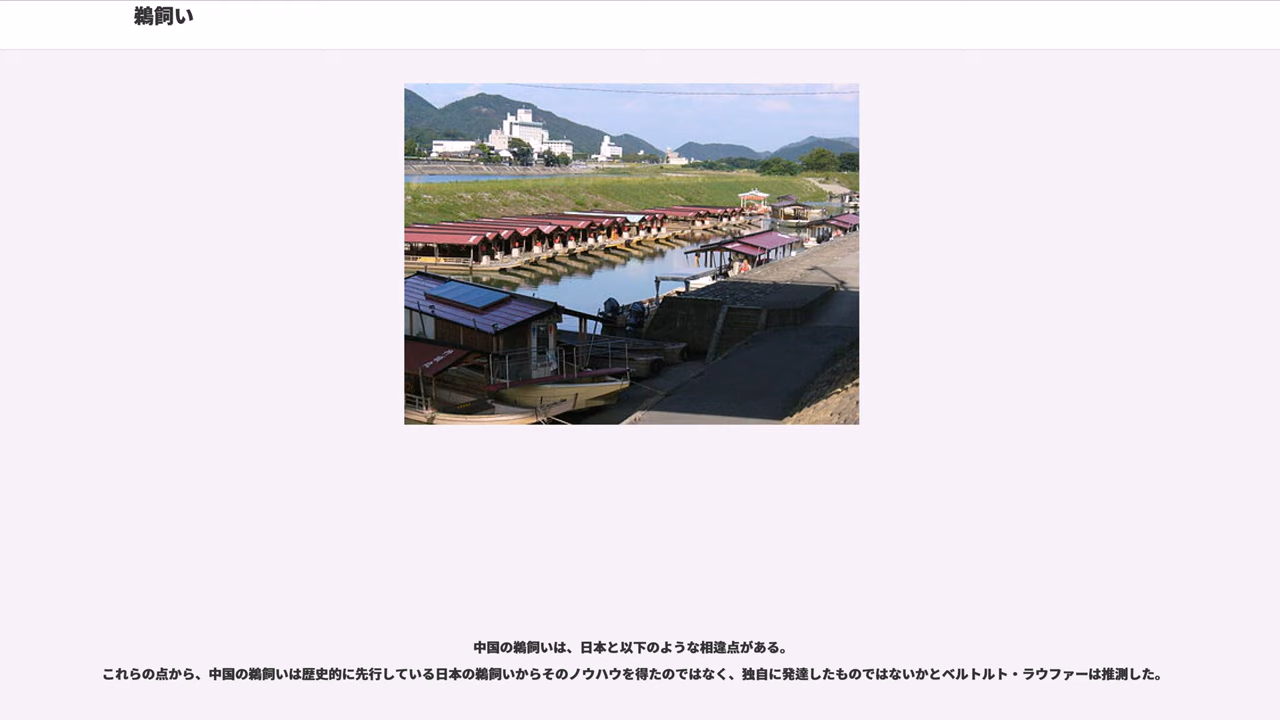 鵜飼い
中国の鵜飼いは、日本と以下のような相違点がある。
これらの点から、中国の鵜飼いは歴史的に先行している日本の鵜飼いからそのノウハウを得たのではなく、独自に発達したものではないかとベルトルト・ラウファーは推測した。